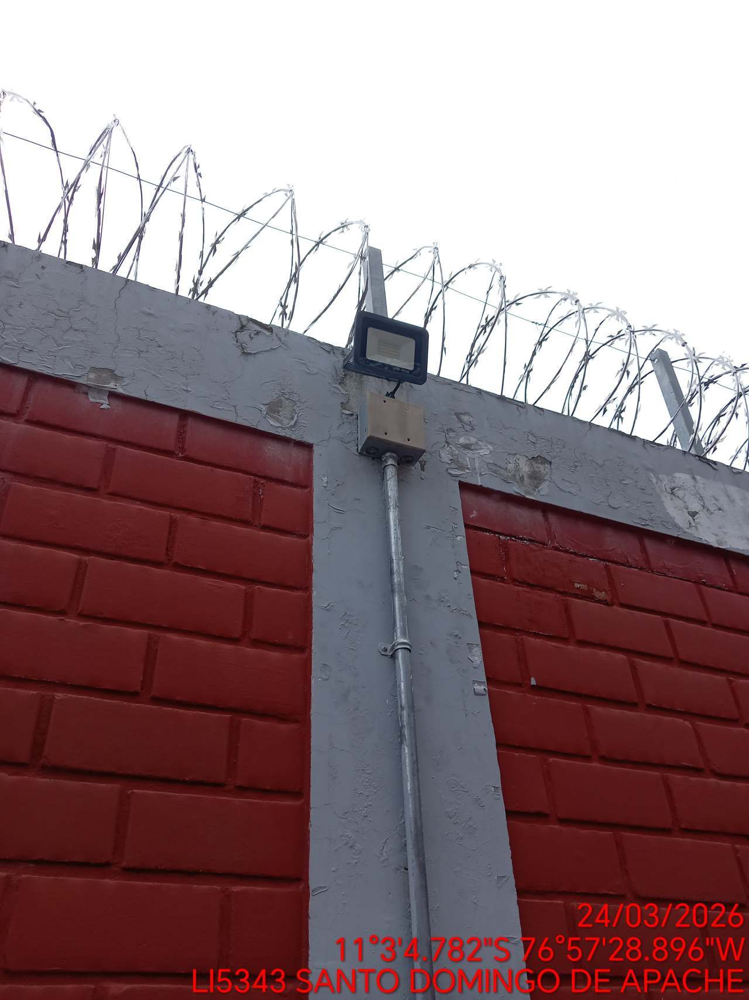 24/03/2026
11°3'4.782"S 76°57'28.896"W
LI5343 SANTO DOMINGO DE APACHE